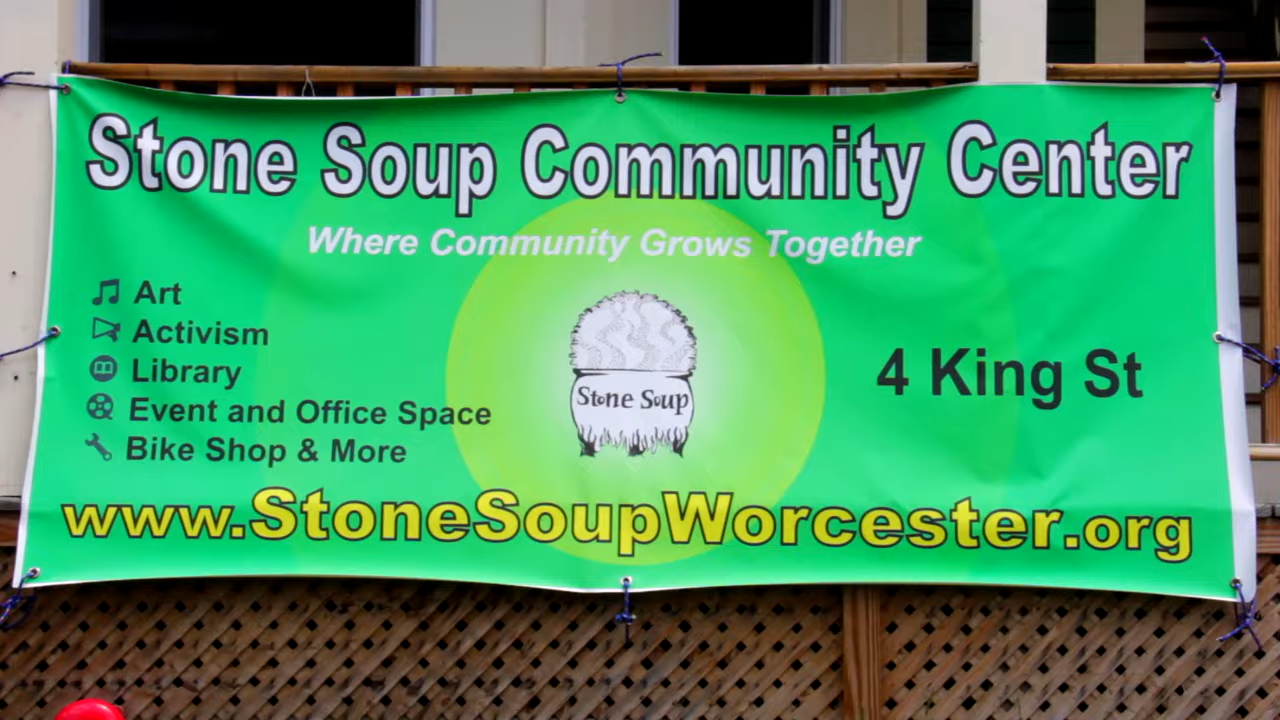 Stone Soup Community Center
Where Community Grows Together
Art
Activism
Library
Event and Office Space
Bike Shop & More
Stone Soup
4 King St
www.StoneSoupWorcester.org